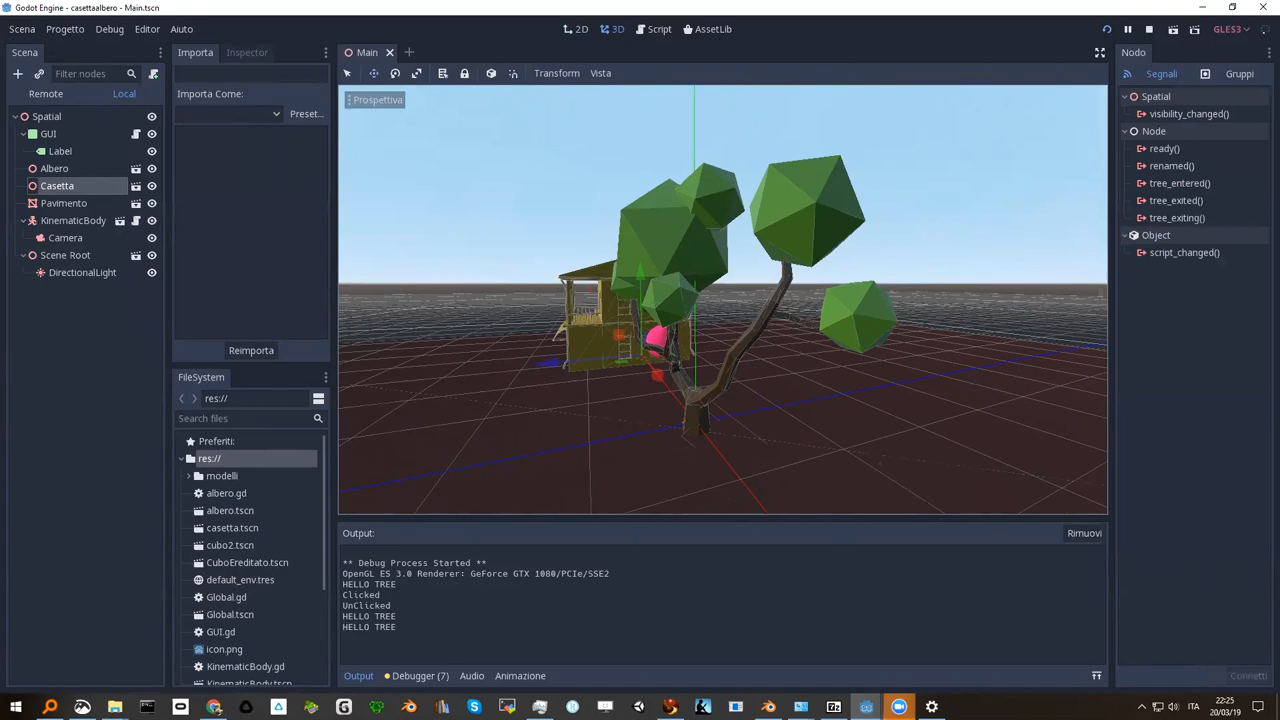 Godot Engine - casettaalbero - Main.tscn
Scena Progetto Debug Editor Aiuto
2D 3D Script AssetLib
GLES3
Scena
Filter nodes
Remote Local
Spatial
GUI
Label
Albero
Casetta
Pavimento
KinematicBody
Camera
Scene Root
DirectionalLight
Importa Inspector
Importa Come:
Preset...
Reimporta
FileSystem
res://
Search files
Preferiti:
res://
modelli
albero.gd
albero.tscn
casetta.tscn
cubo2.tscn
CuboEreditato.tscn
default_env.tres
Global.gd
Global.tscn
GUI.gd
icon.png
KinematicBody.gd
KinematicBody.tscn
Main
Transform Vista
Prospettiva
Output:
Rimuovi
** Debug Process Started **
OpenGL ES 3.0 Renderer: GeForce GTX 1080/PCIe/SSE2
HELLO TREE
Clicked
UnClicked
HELLO TREE
HELLO TREE
Output Debugger (7) Audio Animazione
Nodo
Segnali Gruppi
Spatial
visibility_changed()
Node
ready()
renamed()
tree_entered()
tree_exited()
tree_exiting()
Object
script_changed()
Connetti
ITA
22:25
20/03/19